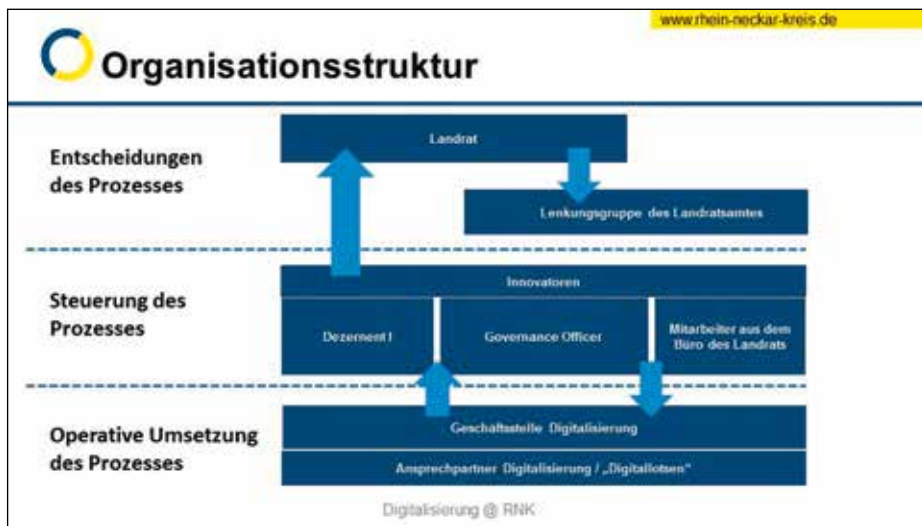 www.rhein-neckar-kreis.de
Organisationsstruktur
Entscheidungen
des Prozesses
Landrat
Lenkungsgruppe des Landratsamtes
Steuerung des
Prozesses
Innovatoren
Dezernent I
Governance Officer
Mitarbeiter aus dem
Büro des Landrats
Operative Umsetzung
des Prozesses
Geschäftsstelle Digitalisierung
Ansprechpartner Digitalisierung / „Digitallotsen“
Digitalisierung @ RNK